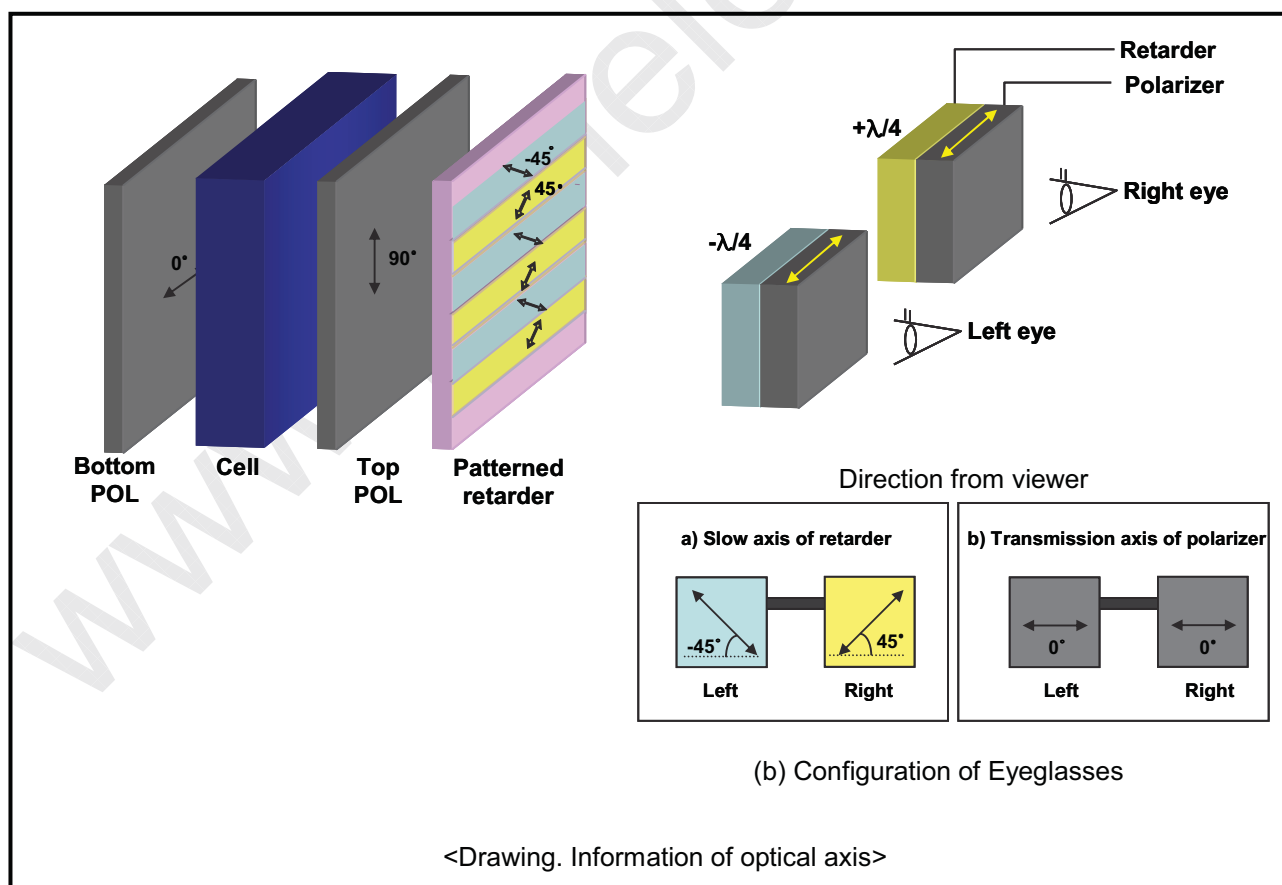 Retarder
Polarizer
+λ/4
Right eye
-λ/4
Left eye
-45°
45°
0°
90°
Bottom
POL
Cell
Top
POL
Patterned
retarder
Direction from viewer
a) Slow axis of retarder
-45°
45°
Left
Right
b) Transmission axis of polarizer
0°
0°
Left
Right
(b) Configuration of Eyeglasses
<Drawing. Information of optical axis>